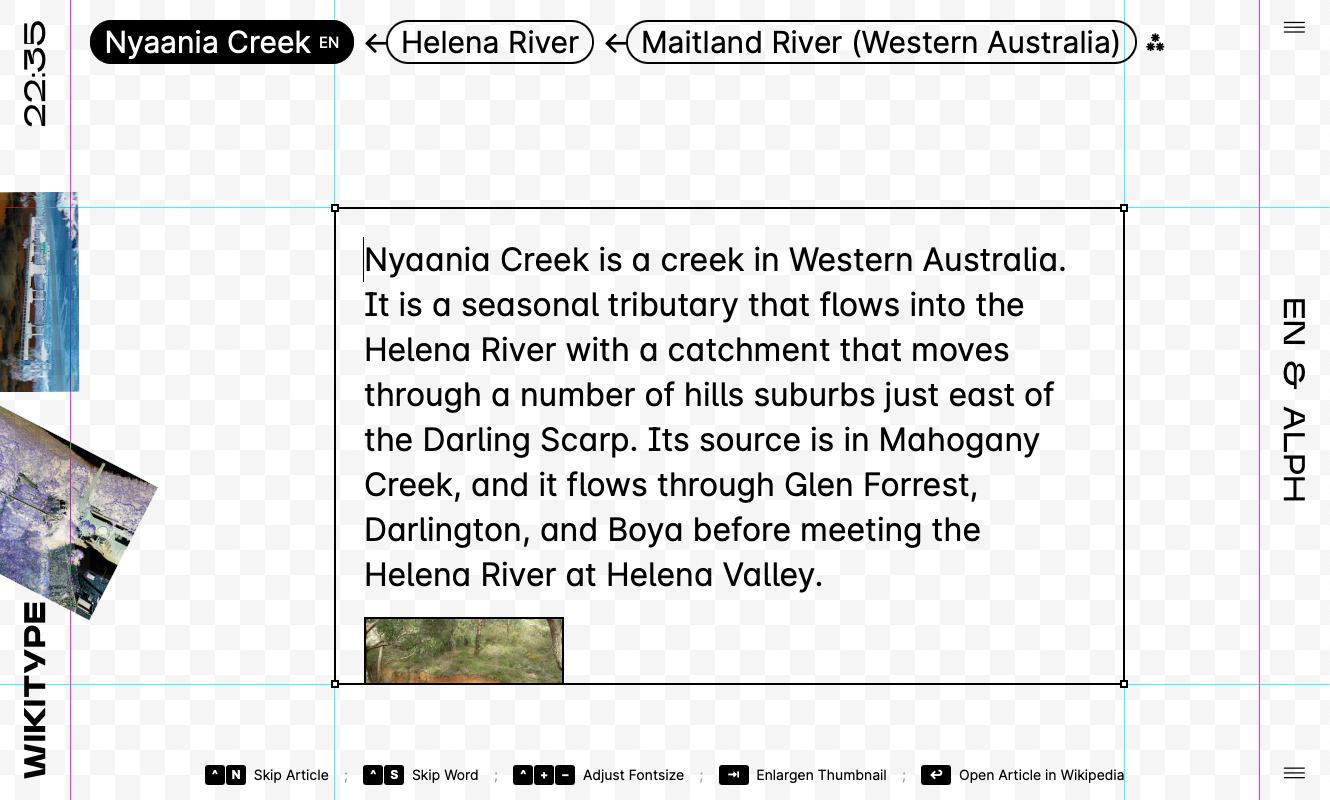 22:35
Nyaania Creek EN ← Helena River ← Maitland River (Western Australia)
Nyaania Creek is a creek in Western Australia.
It is a seasonal tributary that flows into the
Helena River with a catchment that moves
through a number of hills suburbs just east of
the Darling Scarp. Its source is in Mahogany
Creek, and it flows through Glen Forrest,
Darlington, and Boya before meeting the
Helena River at Helena Valley.
EN & ALPH
WIKITYPE
^ N Skip Article ; ^ S Skip Word ; ^ + − Adjust Fontsize ; ⇥ Enlargen Thumbnail ; ↩ Open Article in Wikipedia